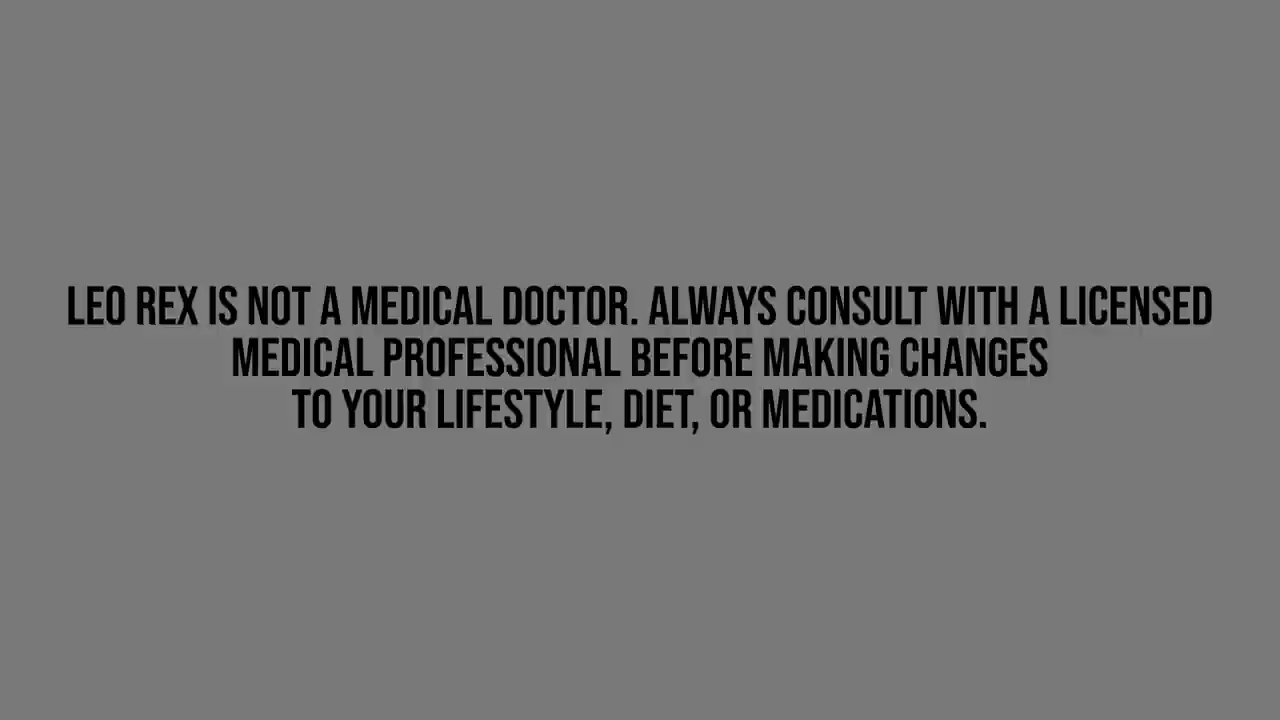 LEO REX IS NOT A MEDICAL DOCTOR. ALWAYS CONSULT WITH A LICENSED
MEDICAL PROFESSIONAL BEFORE MAKING CHANGES
TO YOUR LIFESTYLE, DIET, OR MEDICATIONS.